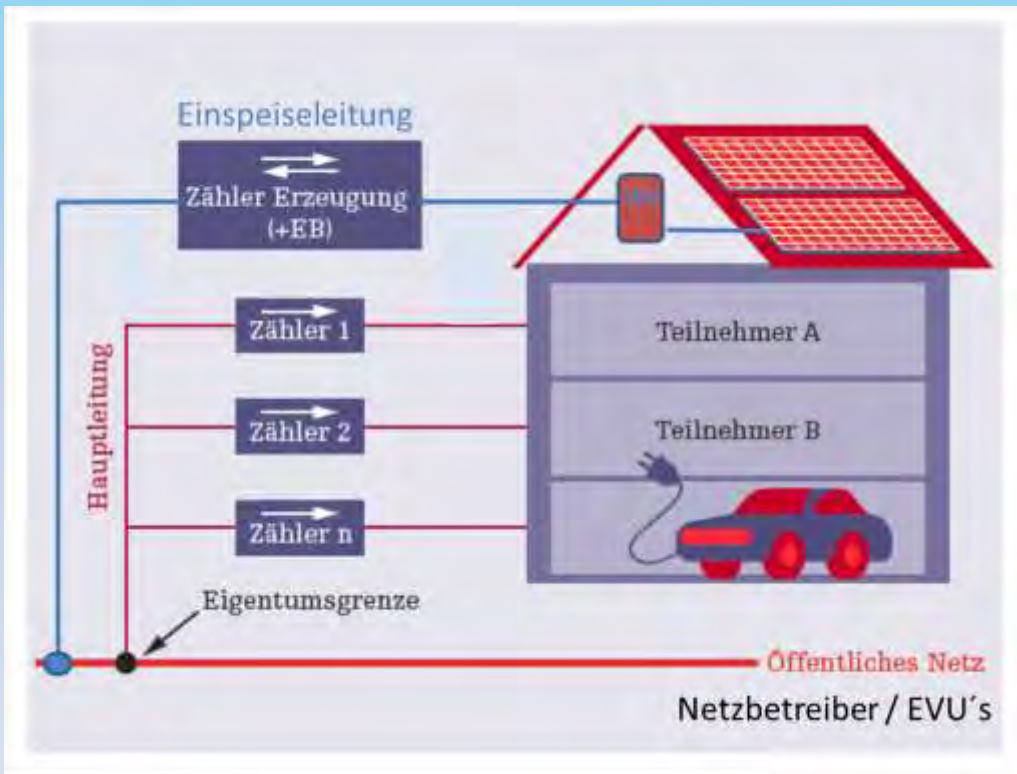 Einspeiseleitung
Zähler Erzeugung
(+EB)
Hauptleitung
Zähler 1
Teilnehmer A
Zähler 2
Teilnehmer B
Zähler n
Eigentumsgrenze
Öffentliches Netz
Netzbetreiber / EVU´s